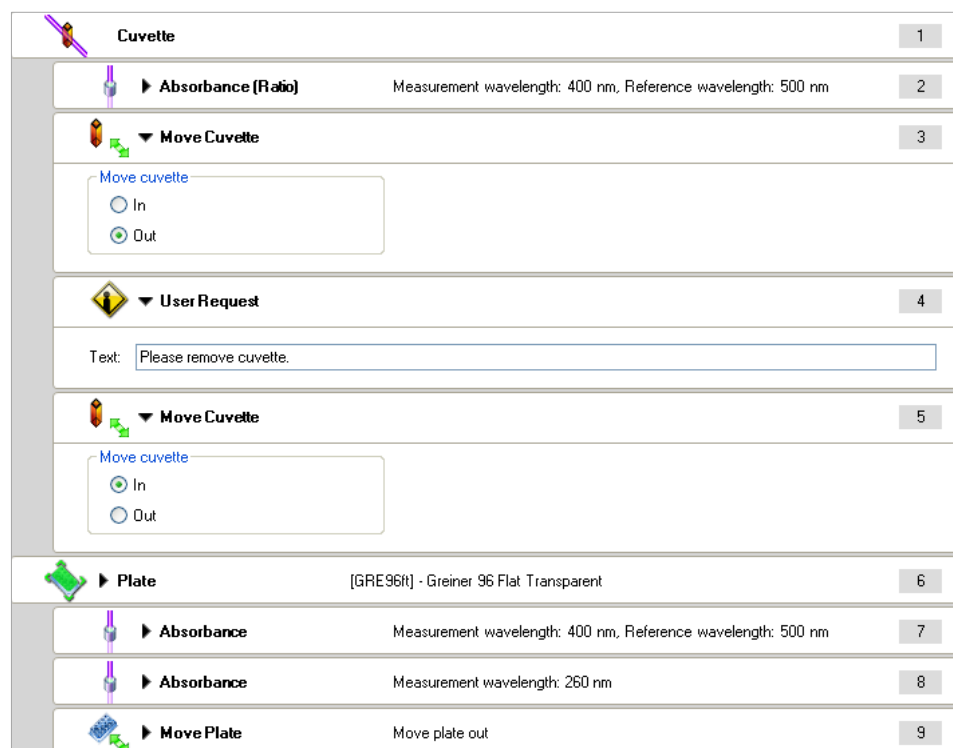 Cuvette 1
Absorbance (Ratio) Measurement wavelength: 400 nm, Reference wavelength: 500 nm 2
Move Cuvette 3
Move cuvette
In
Out
User Request 4
Text: Please remove cuvette.
Move Cuvette 5
Move cuvette
In
Out
Plate [GRE96ft] - Greiner 96 Flat Transparent 6
Absorbance Measurement wavelength: 400 nm, Reference wavelength: 500 nm 7
Absorbance Measurement wavelength: 260 nm 8
Move Plate Move plate out 9